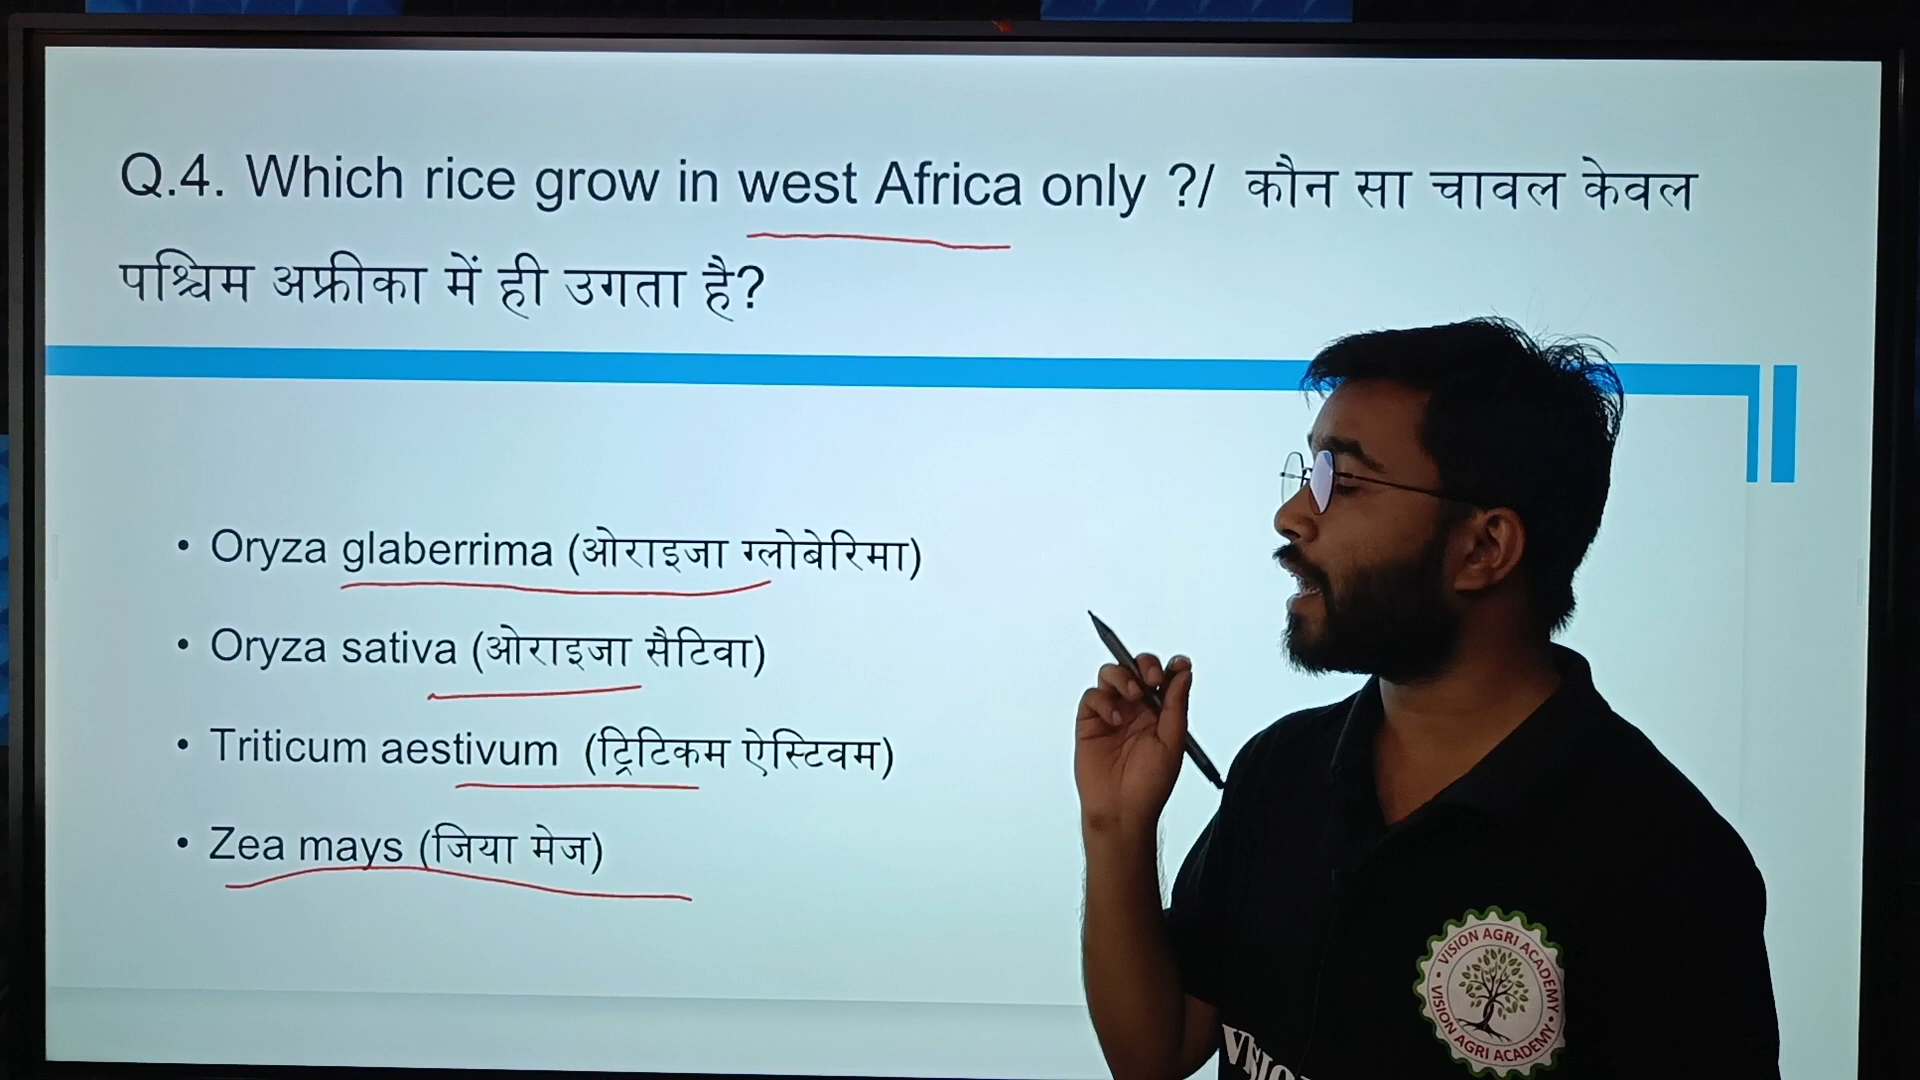 Q.4. Which rice grow in west Africa only ?/ कौन सा चावल केवल
पश्चिम अफ्रीका में ही उगता है?
• Oryza glaberrima (ओराइजा ग्लोबेरिमा)
• Oryza sativa (ओराइजा सैटिवा)
• Triticum aestivum (ट्रिटिकम ऐस्टिवम)
• Zea mays (जिया मेज)
VISION AGRI ACADEMY • VISION AGRI ACADEMY •